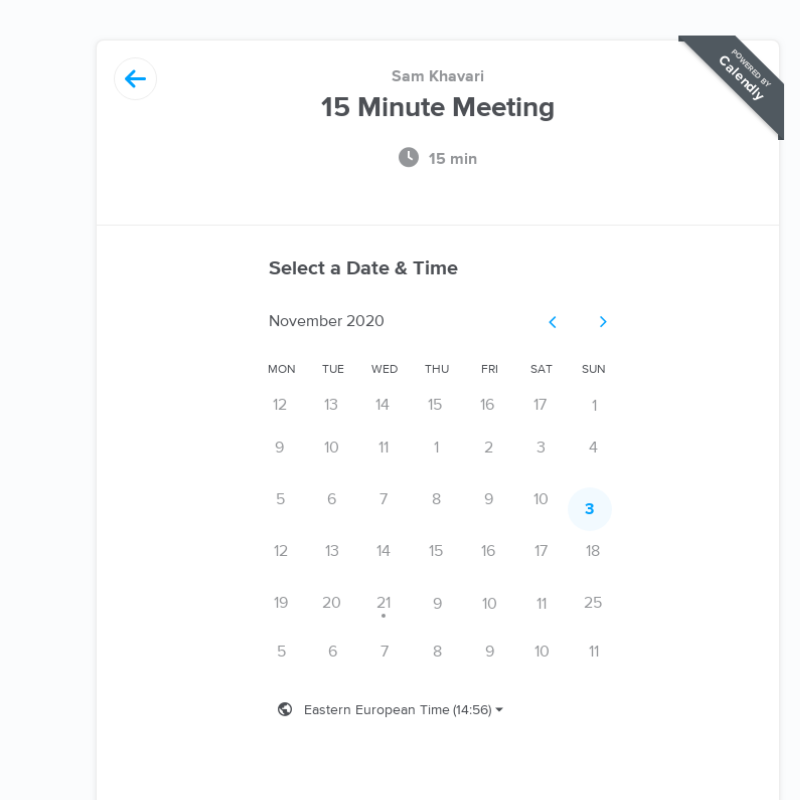 POWERED BY
Calendly
Sam Khavari
15 Minute Meeting
15 min
Select a Date & Time
November 2020
MON TUE WED THU FRI SAT SUN
12 13 14 15 16 17 1
9 10 11 1 2 3 4
5 6 7 8 9 10 3
12 13 14 15 16 17 18
19 20 21 9 10 11 25
5 6 7 8 9 10 11
Eastern European Time (14:56)